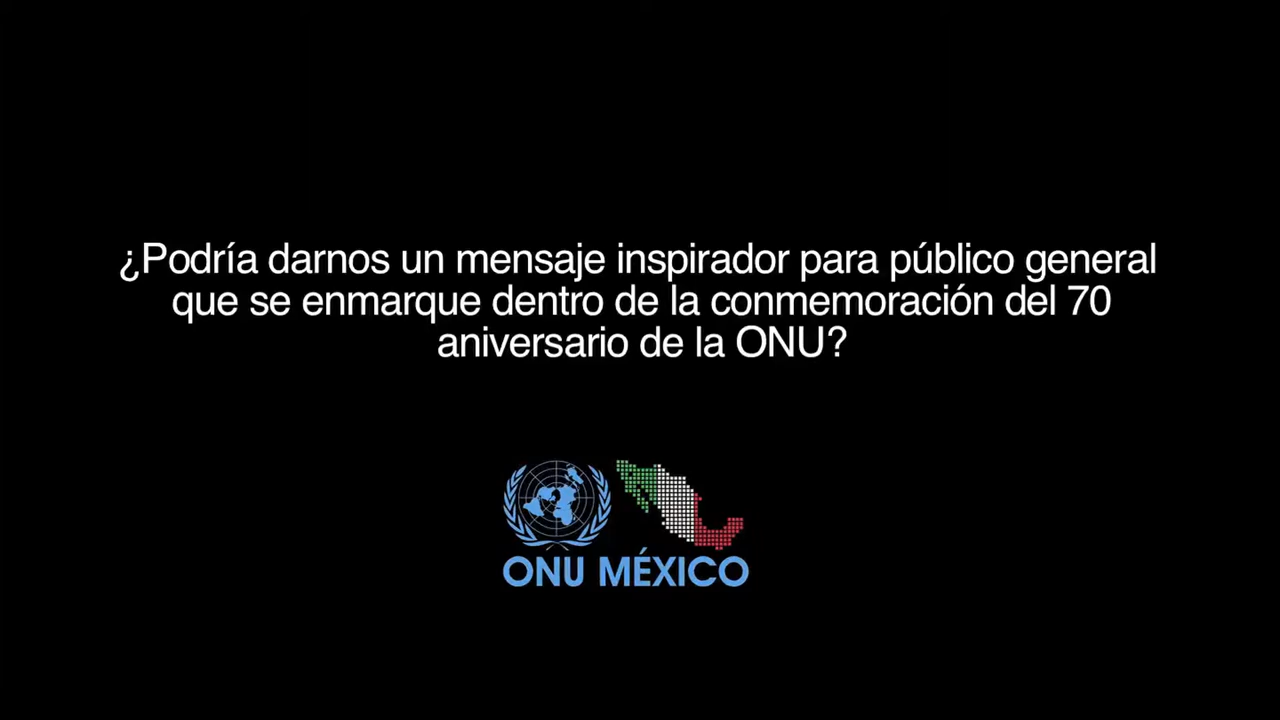 ¿Podría darnos un mensaje inspirador para público general
que se enmarque dentro de la conmemoración del 70
aniversario de la ONU?
ONU MÉXICO